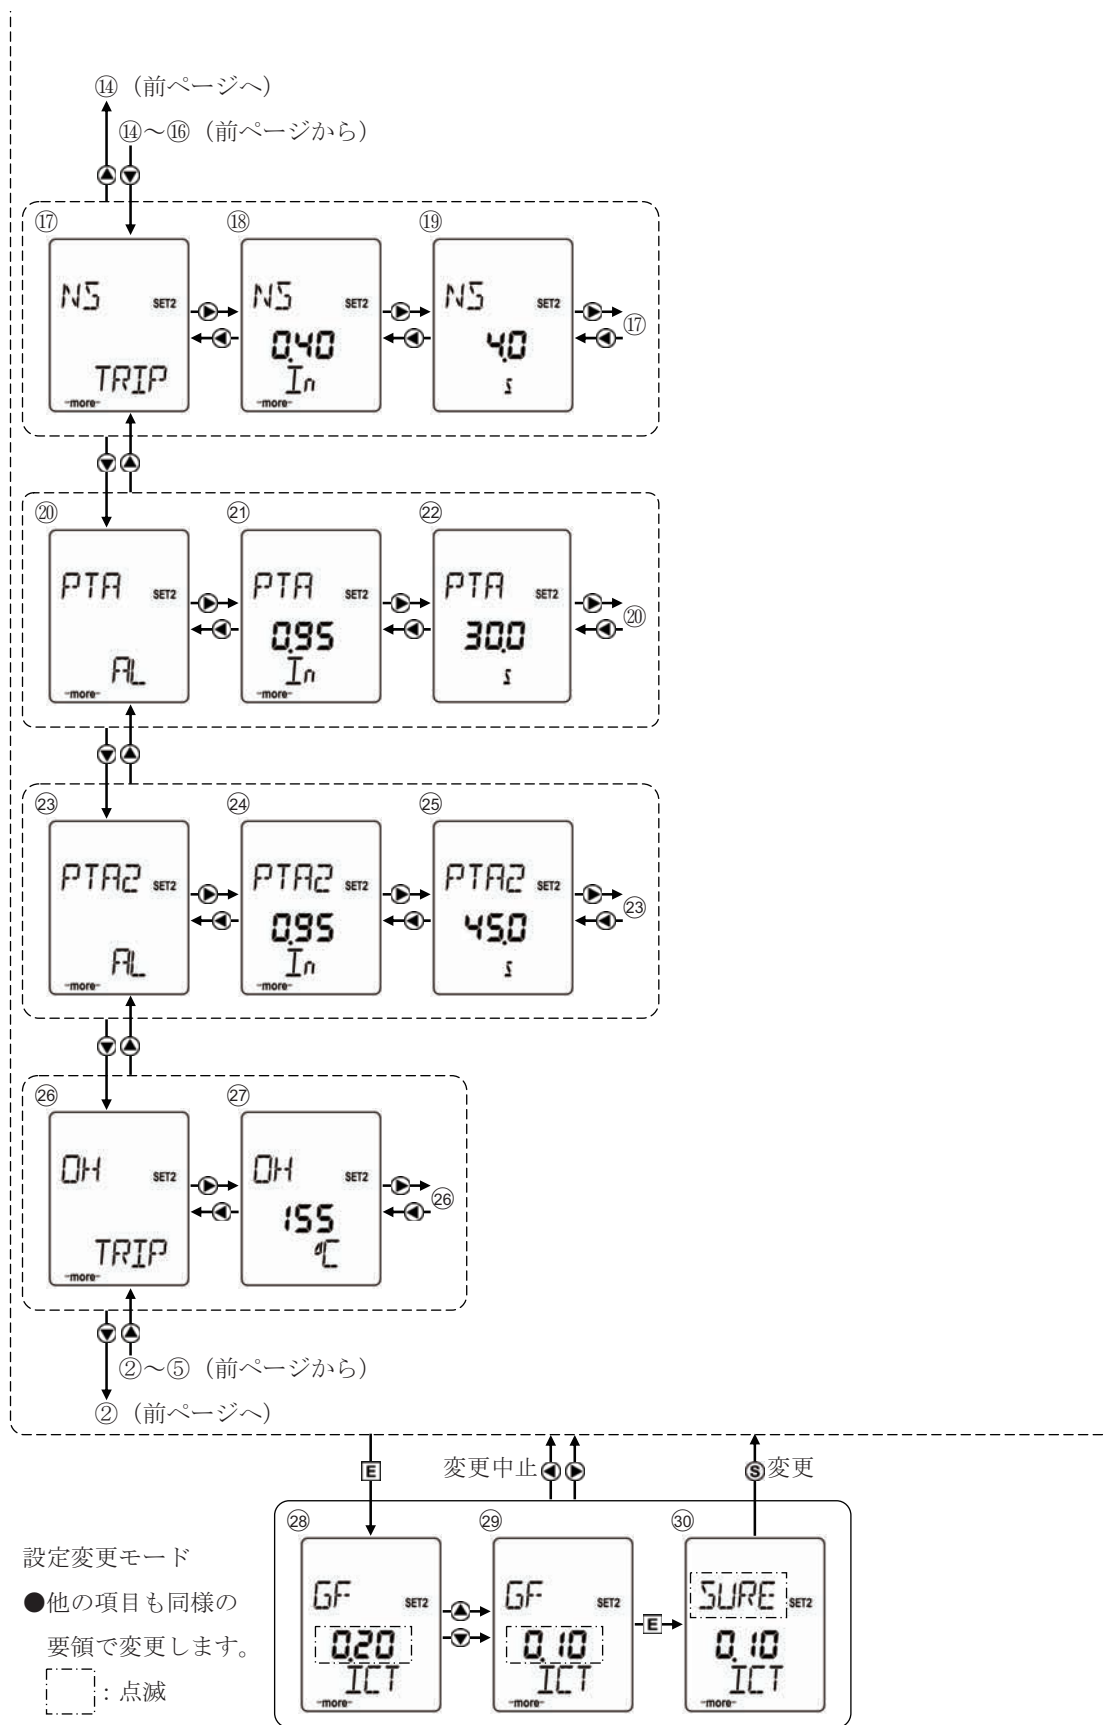 ⑭（前ページへ）
⑭～⑯（前ページから）
⑰ ⑱ ⑲
NS SET2 NS SET2 NS SET2
0.40 4.0 ⑰
TRIP In s
-more- -more-
⑳ ㉑ ㉒
PTA SET2 PTA SET2 PTA SET2
0.95 30.0 ⑳
AL In s
-more- -more-
㉓ ㉔ ㉕
PTA2 SET2 PTA2 SET2 PTA2 SET2
0.95 45.0 ㉓
AL In s
-more- -more-
㉖ ㉗
OH SET2 OH SET2
155 ㉖
TRIP ℃
-more-
②～⑤（前ページから）
②（前ページへ）
E 変更中止 S 変更
㉘ ㉙ ㉚
設定変更モード
●他の項目も同様の
要領で変更します。
：点滅
GF SET2 GF SET2 SURE SET2
E
0.20 0.10 0.10
ICT ICT ICT
-more- -more- -more-